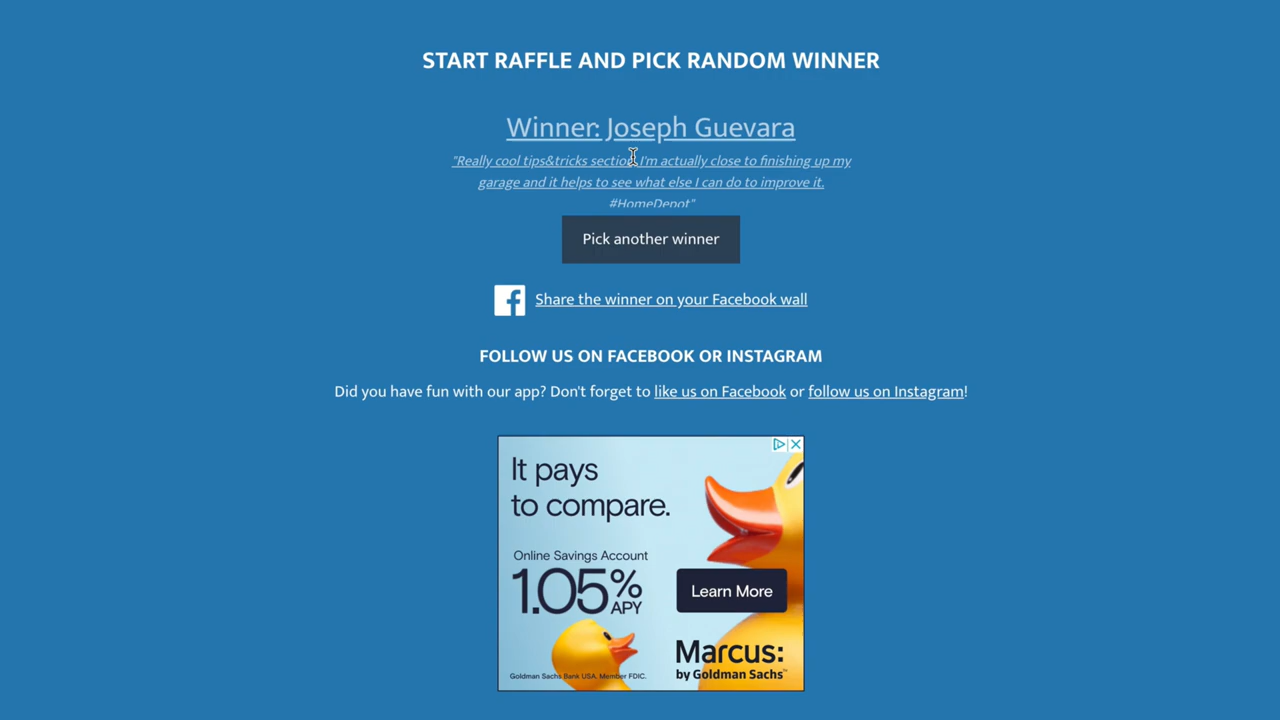 START RAFFLE AND PICK RANDOM WINNER
Winner: Joseph Guevara
"Really cool tips&tricks section I'm actually close to finishing up my
garage and it helps to see what else I can do to improve it.
#HomeDepot"
Pick another winner
Share the winner on your Facebook wall
FOLLOW US ON FACEBOOK OR INSTAGRAM
Did you have fun with our app? Don't forget to like us on Facebook or follow us on Instagram!
It pays
to compare.
Online Savings Account
1.05% APY
Learn More
Marcus:
by Goldman Sachs™
Goldman Sachs Bank USA. Member FDIC.